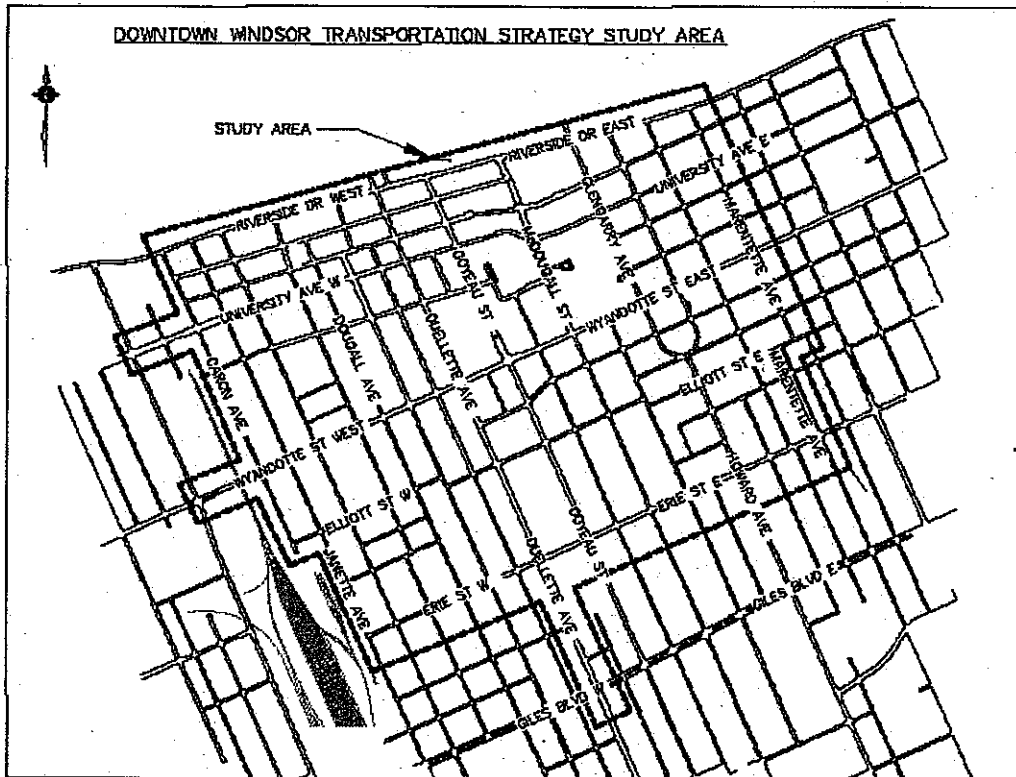 DOWNTOWN WINDSOR TRANSPORTATION STRATEGY STUDY AREA
STUDY AREA
RIVERSIDE DR EAST
RIVERSIDE DR WEST
UNIVERSITY AVE E
UNIVERSITY AVE W
GLENGARRY AVE
MARENTETTE AVE
GOYEAU ST
MCDOUGALL ST
WYANDOTTE ST EAST
DOUGALL AVE
OUELLETTE AVE
CARON AVE
ELLIOTT ST E
MARENTETTE AVE
WYANDOTTE ST WEST
ELLIOTT ST W
HOWARD AVE
ERIE ST E
JANETTE AVE
OUELLETTE AVE
GOYEAU ST
ERIE ST W
GILES BLVD E
GILES BLVD W